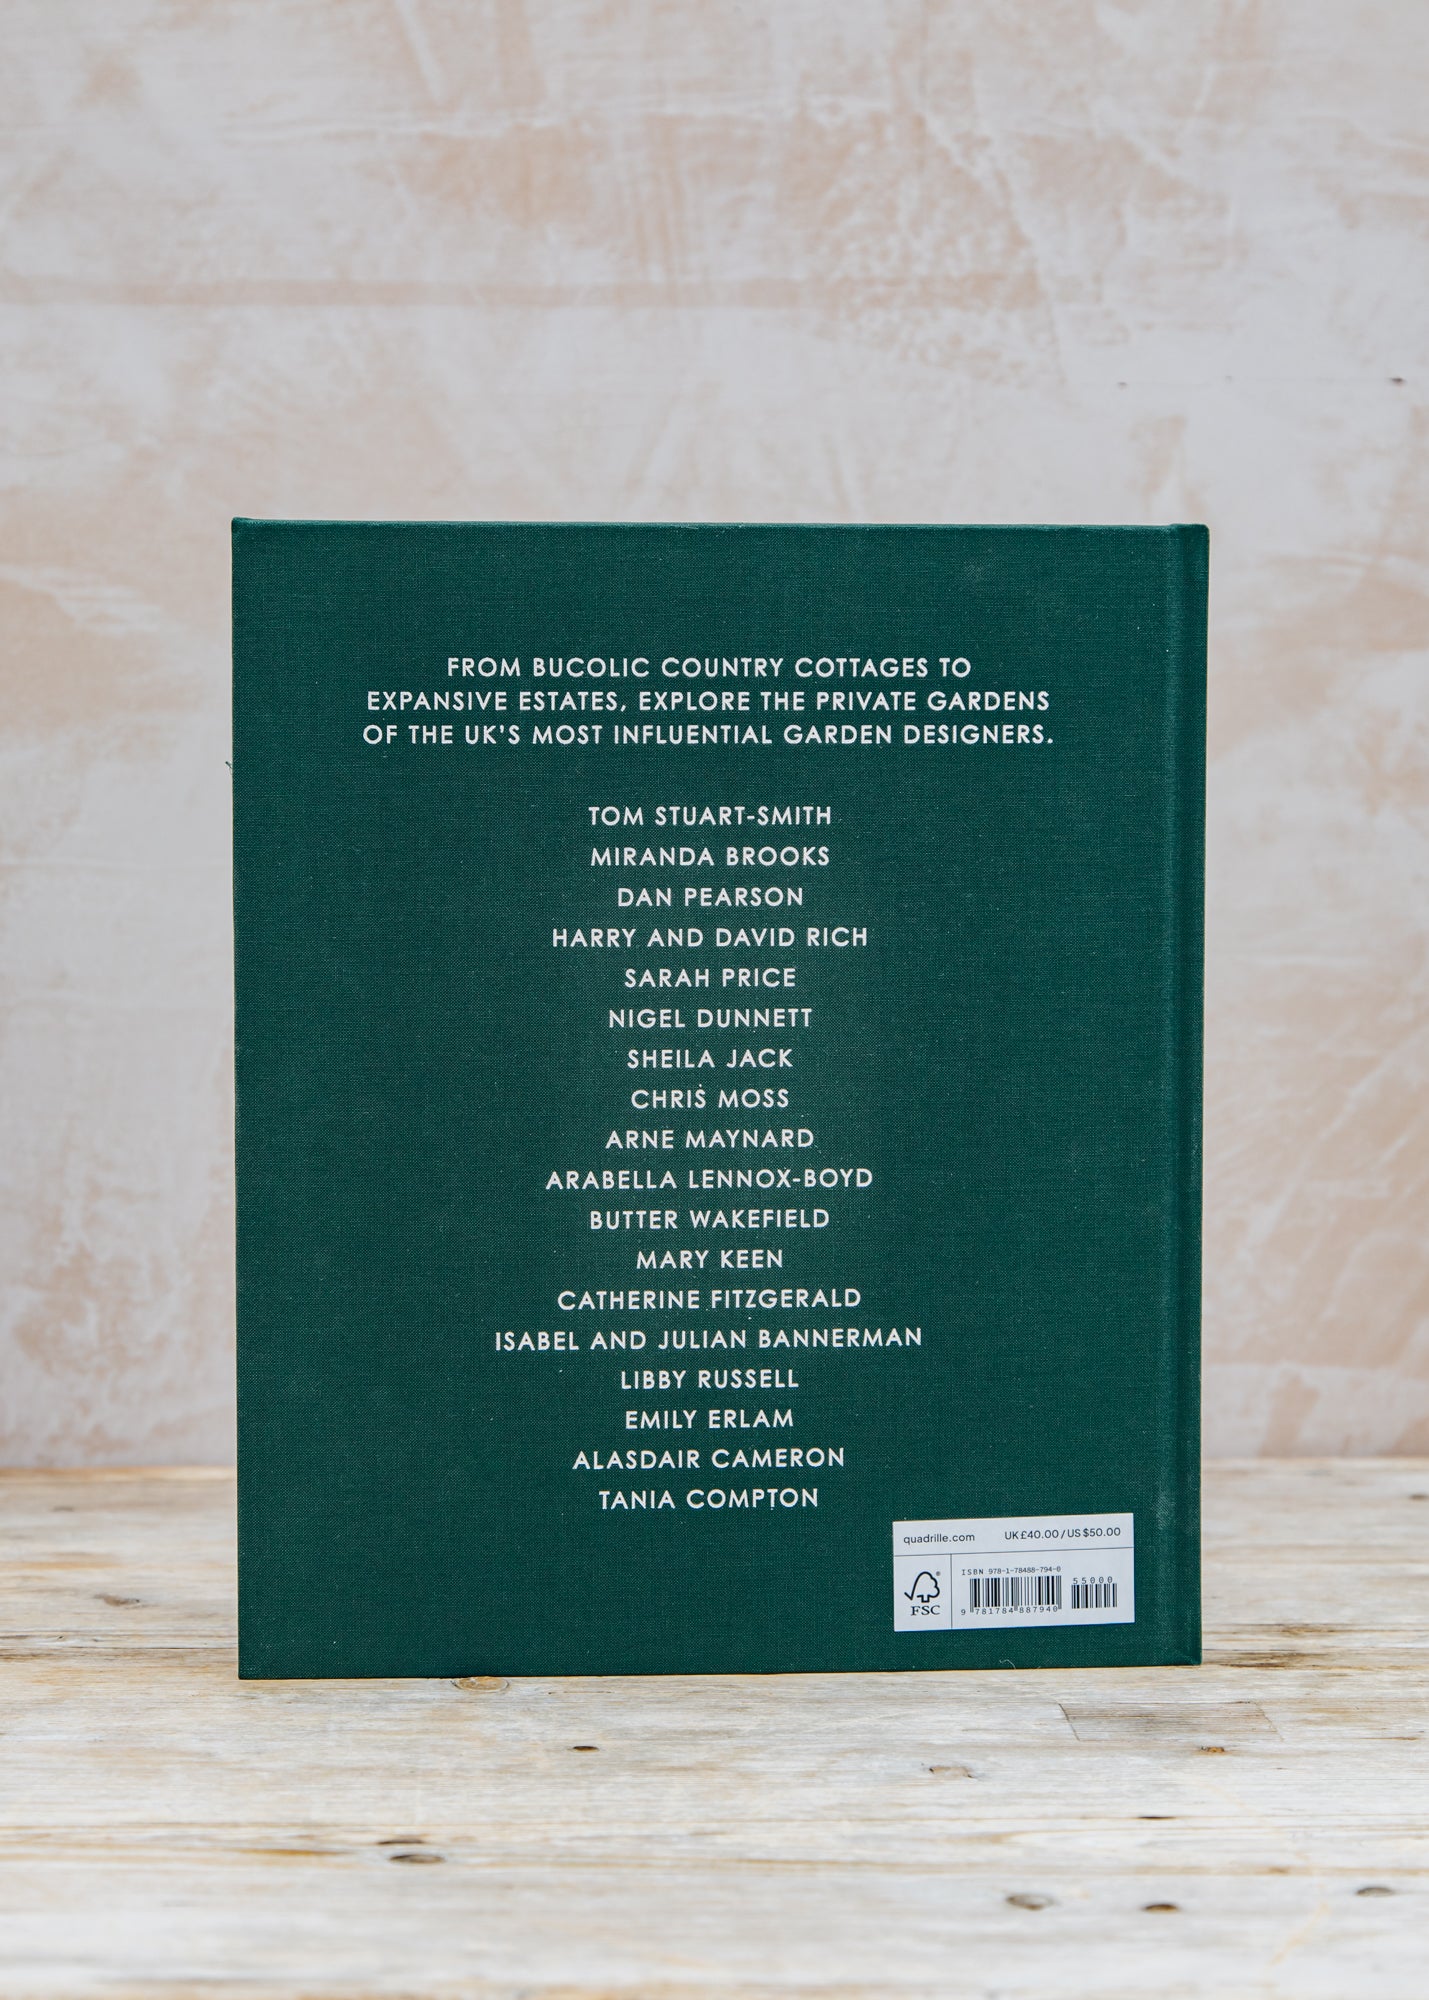 FROM BUCOLIC COUNTRY COTTAGES TO
EXPANSIVE ESTATES, EXPLORE THE PRIVATE GARDENS
OF THE UK'S MOST INFLUENTIAL GARDEN DESIGNERS.
TOM STUART-SMITH
MIRANDA BROOKS
DAN PEARSON
HARRY AND DAVID RICH
SARAH PRICE
NIGEL DUNNETT
SHEILA JACK
CHRIS MOSS
ARNE MAYNARD
ARABELLA LENNOX-BOYD
BUTTER WAKEFIELD
MARY KEEN
CATHERINE FITZGERALD
ISABEL AND JULIAN BANNERMAN
LIBBY RUSSELL
EMILY ERLAM
ALASDAIR CAMERON
TANIA COMPTON
quadrille.com UK £40.00 / US $50.00
FSC
ISBN 978-1-78488-794-0
55000
9 781784 887940